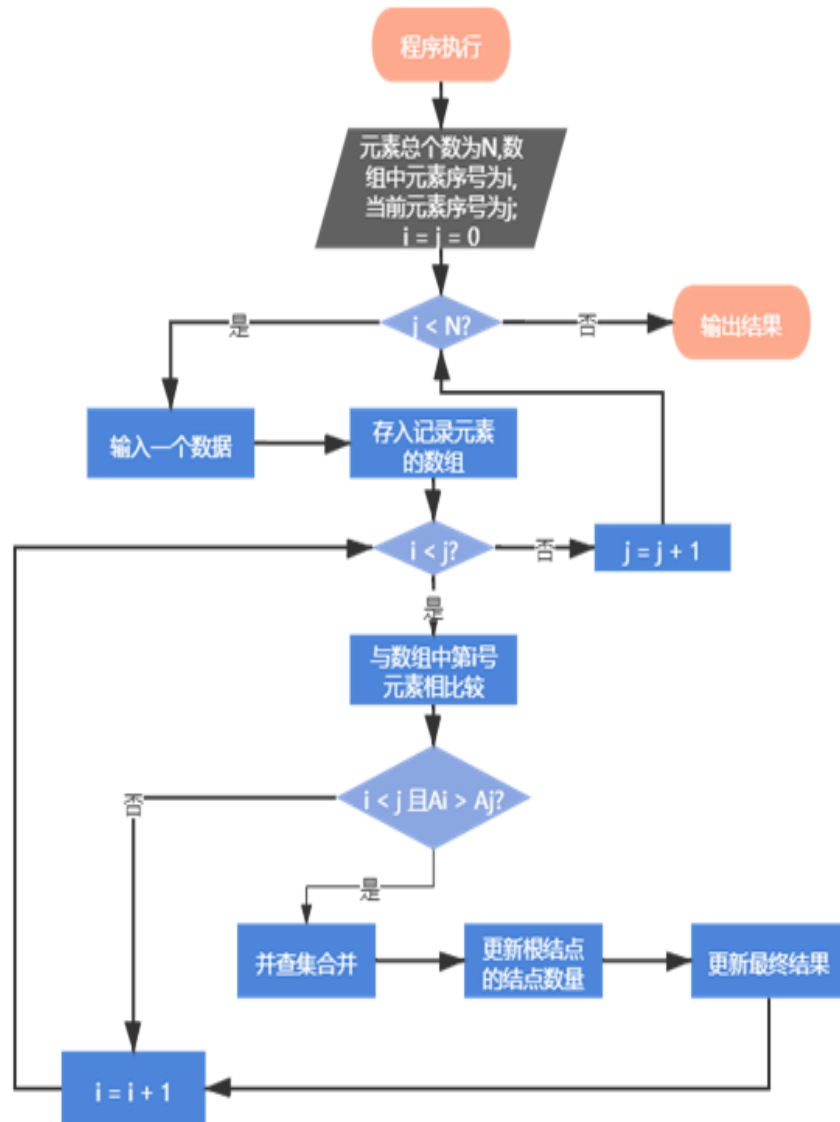 程序执行
元素总个数为N,数
组中元素序号为i,
当前元素序号为j;
i = j = 0
j < N?
是
否
输出结果
输入一个数据
存入记录元素
的数组
i < j?
否
j = j + 1
是
与数组中第i号
元素相比较
i < j 且Ai > Aj?
否
是
并查集合并
更新根结点
的结点数量
更新最终结果
i = i + 1